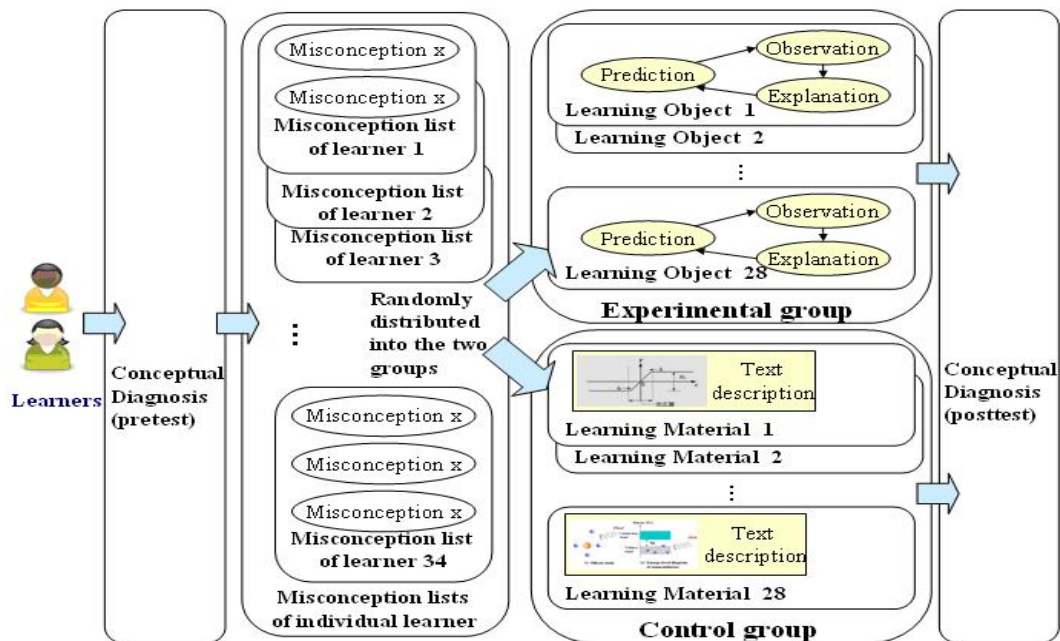 Learners
Conceptual
Diagnosis
(pretest)
Misconception x
Misconception x
Misconception list
of learner 1
Misconception list
of learner 2
Misconception list
of learner 3
⋮
Randomly
distributed
into the two
groups
Misconception x
Misconception x
Misconception x
Misconception list
of learner 34
Misconception lists
of individual learner
Observation
Prediction
Explanation
Learning Object 1
Learning Object 2
⋮
Observation
Prediction
Explanation
Learning Object 28
Experimental group
Text
description
Learning Material 1
Learning Material 2
⋮
Text
description
Learning Material 28
Control group
Conceptual
Diagnosis
(posttest)